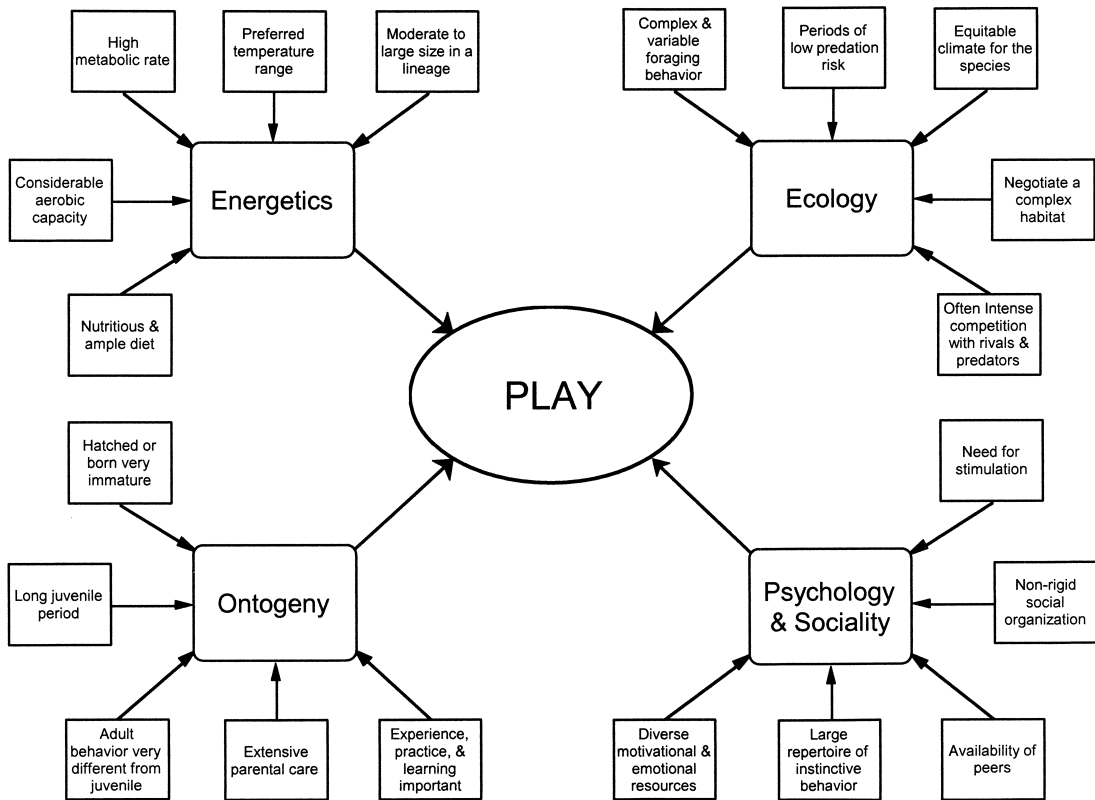 High
metabolic rate
Preferred
temperature
range
Moderate to
large size in a
lineage
Considerable
aerobic
capacity
Energetics
Nutritious &
ample diet
Complex &
variable
foraging
behavior
Periods of
low predation
risk
Equitable
climate for the
species
Ecology
Negotiate a
complex
habitat
Often Intense
competition
with rivals &
predators
PLAY
Hatched or
born very
immature
Long juvenile
period
Ontogeny
Adult
behavior very
different from
juvenile
Extensive
parental care
Experience,
practice, &
learning
important
Need for
stimulation
Psychology
& Sociality
Non-rigid
social
organization
Diverse
motivational &
emotional
resources
Large
repertoire of
instinctive
behavior
Availability of
peers